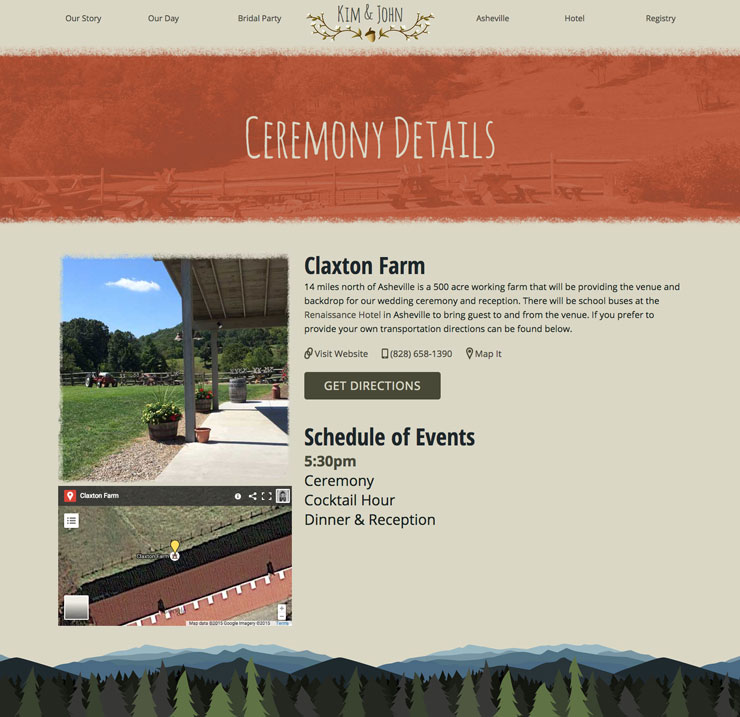 Our Story
Our Day
Bridal Party
Kim & John
Asheville
Hotel
Registry
Ceremony Details
Claxton Farm
14 miles north of Asheville is a 500 acre working farm that will be providing the venue and
backdrop for our wedding ceremony and reception. There will be school buses at the
Renaissance Hotel in Asheville to bring guest to and from the venue. If you prefer to
provide your own transportation directions can be found below.
Visit Website
(828) 658-1390
Map It
GET DIRECTIONS
Schedule of Events
5:30pm
Ceremony
Cocktail Hour
Dinner & Reception
Claxton Farm
Claxton Farm
Map data ©2015 Google Imagery ©2015
Terms